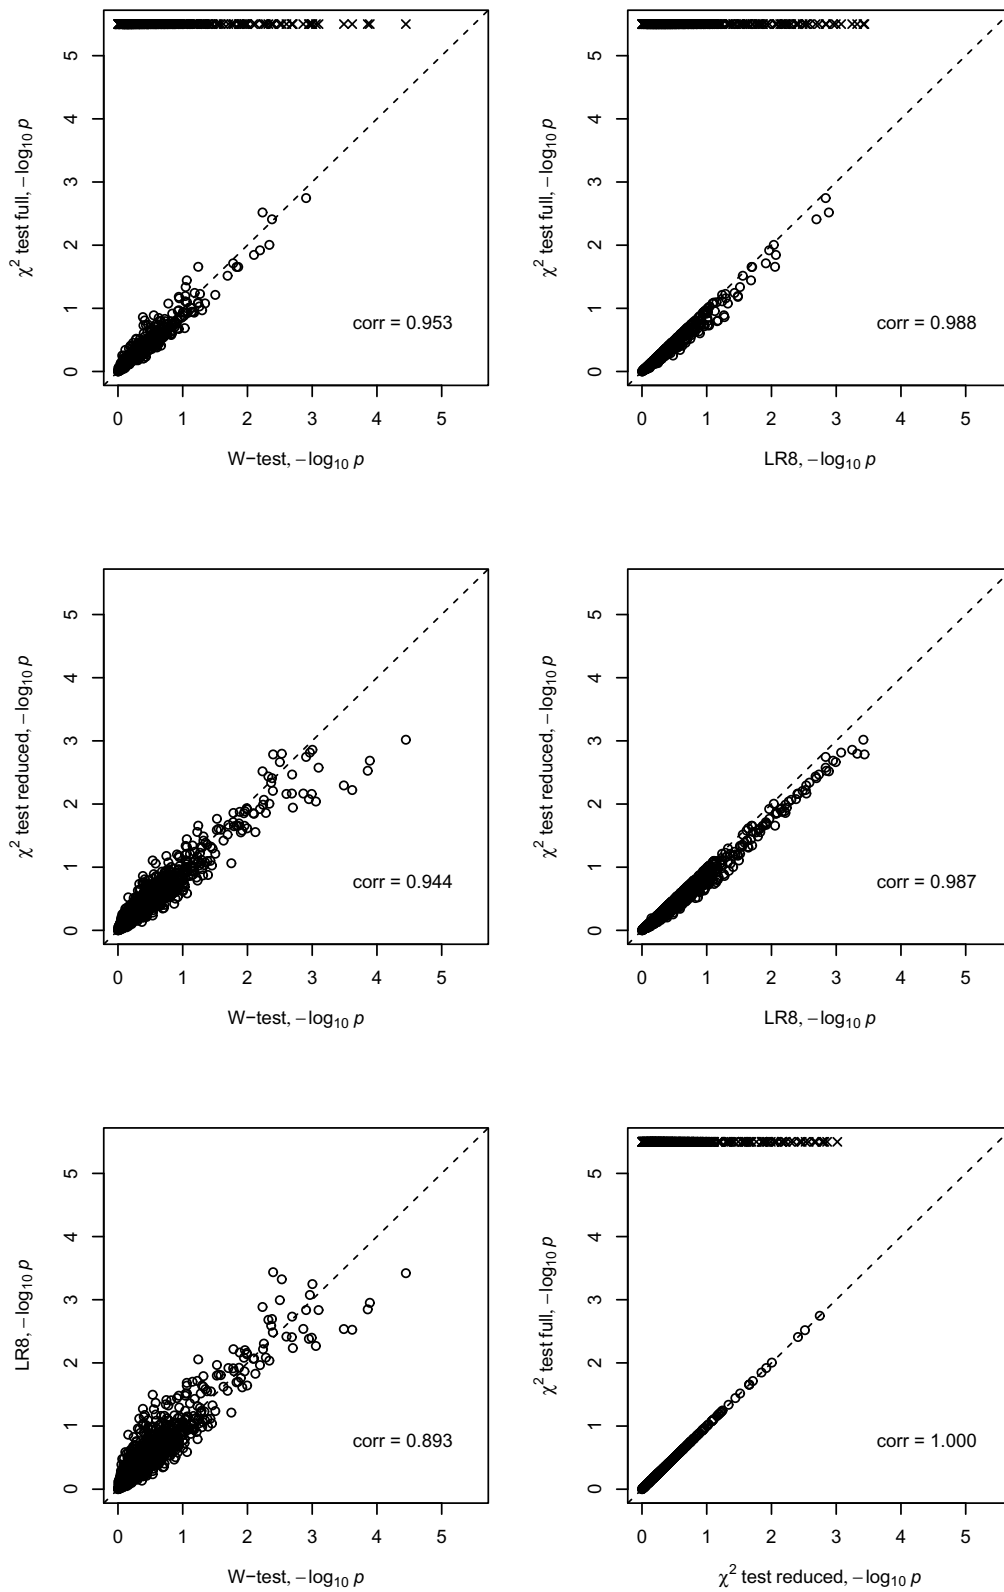 χ² test full, −log₁₀ p
5
4
3
2
1
0
corr = 0.953
0 1 2 3 4 5
W−test, −log₁₀ p
χ² test full, −log₁₀ p
5
4
3
2
1
0
corr = 0.988
0 1 2 3 4 5
LR8, −log₁₀ p
χ² test reduced, −log₁₀ p
5
4
3
2
1
0
corr = 0.944
0 1 2 3 4 5
W−test, −log₁₀ p
χ² test reduced, −log₁₀ p
5
4
3
2
1
0
corr = 0.987
0 1 2 3 4 5
LR8, −log₁₀ p
LR8, −log₁₀ p
5
4
3
2
1
0
corr = 0.893
0 1 2 3 4 5
W−test, −log₁₀ p
χ² test full, −log₁₀ p
5
4
3
2
1
0
corr = 1.000
0 1 2 3 4 5
χ² test reduced, −log₁₀ p